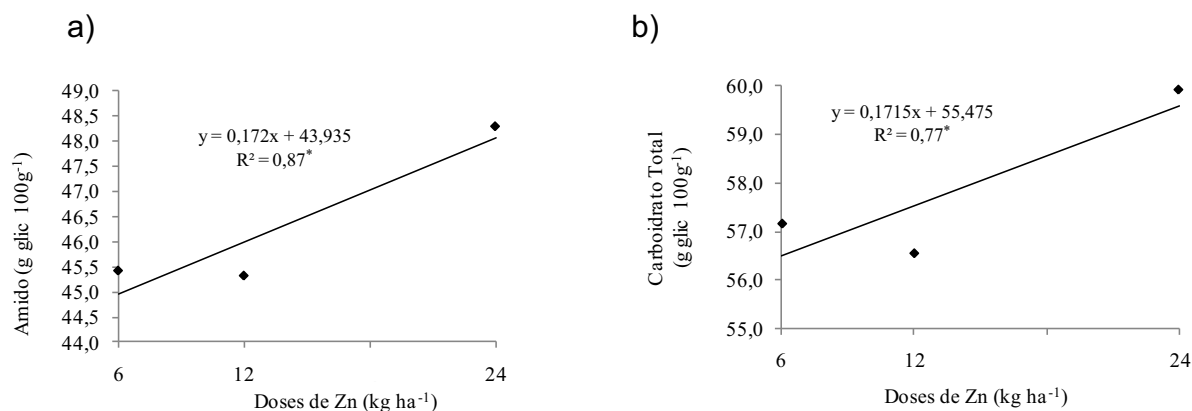 a)
49,0
48,5
48,0
47,5
47,0
46,5
46,0
45,5
45,0
44,5
44,0
Amido (g glic 100g⁻¹)
y = 0,172x + 43,935
R² = 0,87*
6 12 24
Doses de Zn (kg ha⁻¹)
b)
60,0
59,0
58,0
57,0
56,0
55,0
Carboidrato Total
(g glic 100g⁻¹)
y = 0,1715x + 55,475
R² = 0,77*
6 12 24
Doses de Zn (kg ha⁻¹)